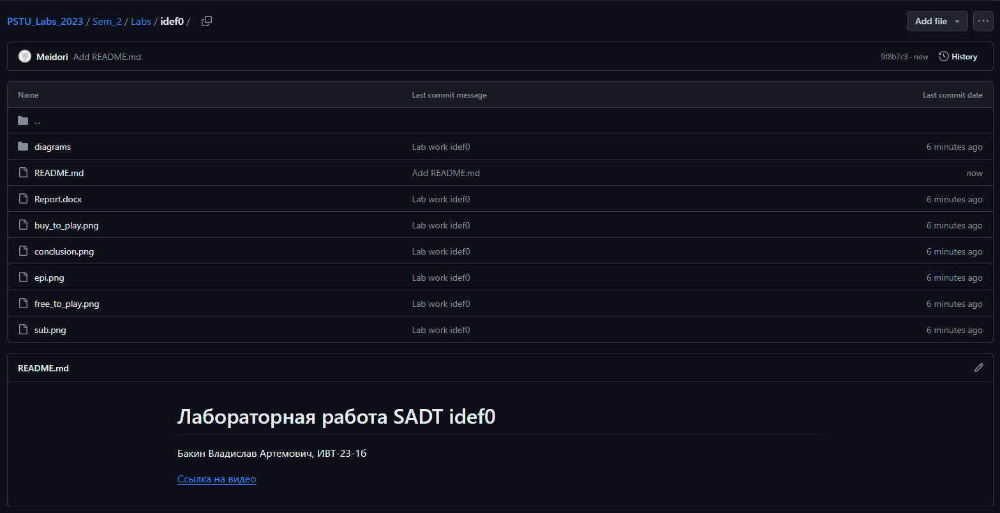 PSTU_Labs_2023 / Sem_2 / Labs / idef0 /
Add file
Meidori Add README.md 9f8b7c3 · now History
Name Last commit message Last commit date
..
diagrams Lab work idef0 6 minutes ago
README.md Add README.md now
Report.docx Lab work idef0 6 minutes ago
buy_to_play.png Lab work idef0 6 minutes ago
conclusion.png Lab work idef0 6 minutes ago
epi.png Lab work idef0 6 minutes ago
free_to_play.png Lab work idef0 6 minutes ago
sub.png Lab work idef0 6 minutes ago
README.md
Лабораторная работа SADT idef0
Бакин Владислав Артемович, ИВТ-23-1б
Ссылка на видео